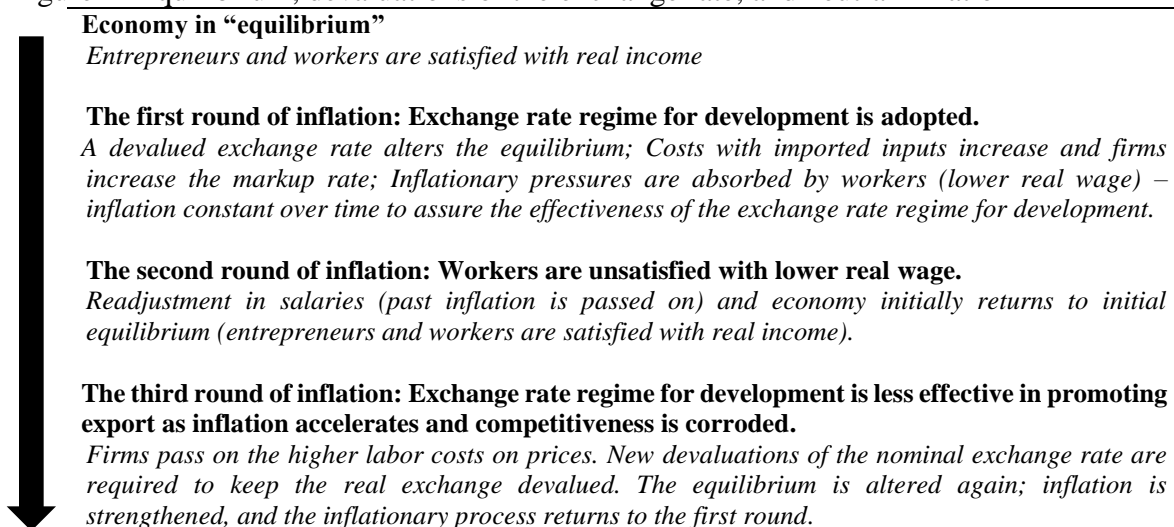 Economy in “equilibrium”
Entrepreneurs and workers are satisfied with real income
The first round of inflation: Exchange rate regime for development is adopted.
A devalued exchange rate alters the equilibrium; Costs with imported inputs increase and firms
increase the markup rate; Inflationary pressures are absorbed by workers (lower real wage) –
inflation constant over time to assure the effectiveness of the exchange rate regime for development.
The second round of inflation: Workers are unsatisfied with lower real wage.
Readjustment in salaries (past inflation is passed on) and economy initially returns to initial
equilibrium (entrepreneurs and workers are satisfied with real income).
The third round of inflation: Exchange rate regime for development is less effective in promoting
export as inflation accelerates and competitiveness is corroded.
Firms pass on the higher labor costs on prices. New devaluations of the nominal exchange rate are
required to keep the real exchange devalued. The equilibrium is altered again; inflation is
strengthened, and the inflationary process returns to the first round.